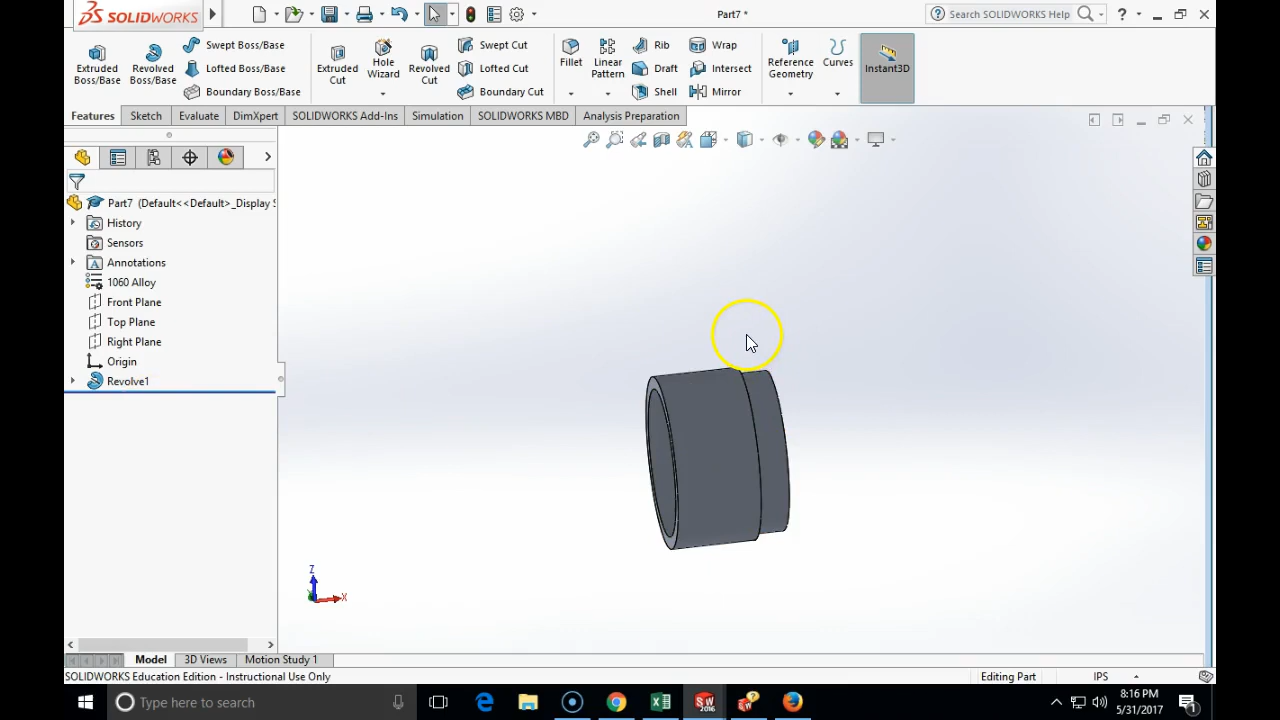 SOLIDWORKS
Part7 *
Search SOLIDWORKS Help
?
Extruded Boss/Base
Revolved Boss/Base
Swept Boss/Base
Lofted Boss/Base
Boundary Boss/Base
Extruded Cut
Hole Wizard
Revolved Cut
Swept Cut
Lofted Cut
Boundary Cut
Fillet
Linear Pattern
Rib
Draft
Shell
Wrap
Intersect
Mirror
Reference Geometry
Curves
Instant3D
Features
Sketch
Evaluate
DimXpert
SOLIDWORKS Add-Ins
Simulation
SOLIDWORKS MBD
Analysis Preparation
Part7 (Default<<Default>_Display S
History
Sensors
Annotations
1060 Alloy
Front Plane
Top Plane
Right Plane
Origin
Revolve1
Z
X
Model
3D Views
Motion Study 1
SOLIDWORKS Education Edition - Instructional Use Only
Editing Part
IPS
Type here to search
SW 2016
8:16 PM
5/31/2017
1